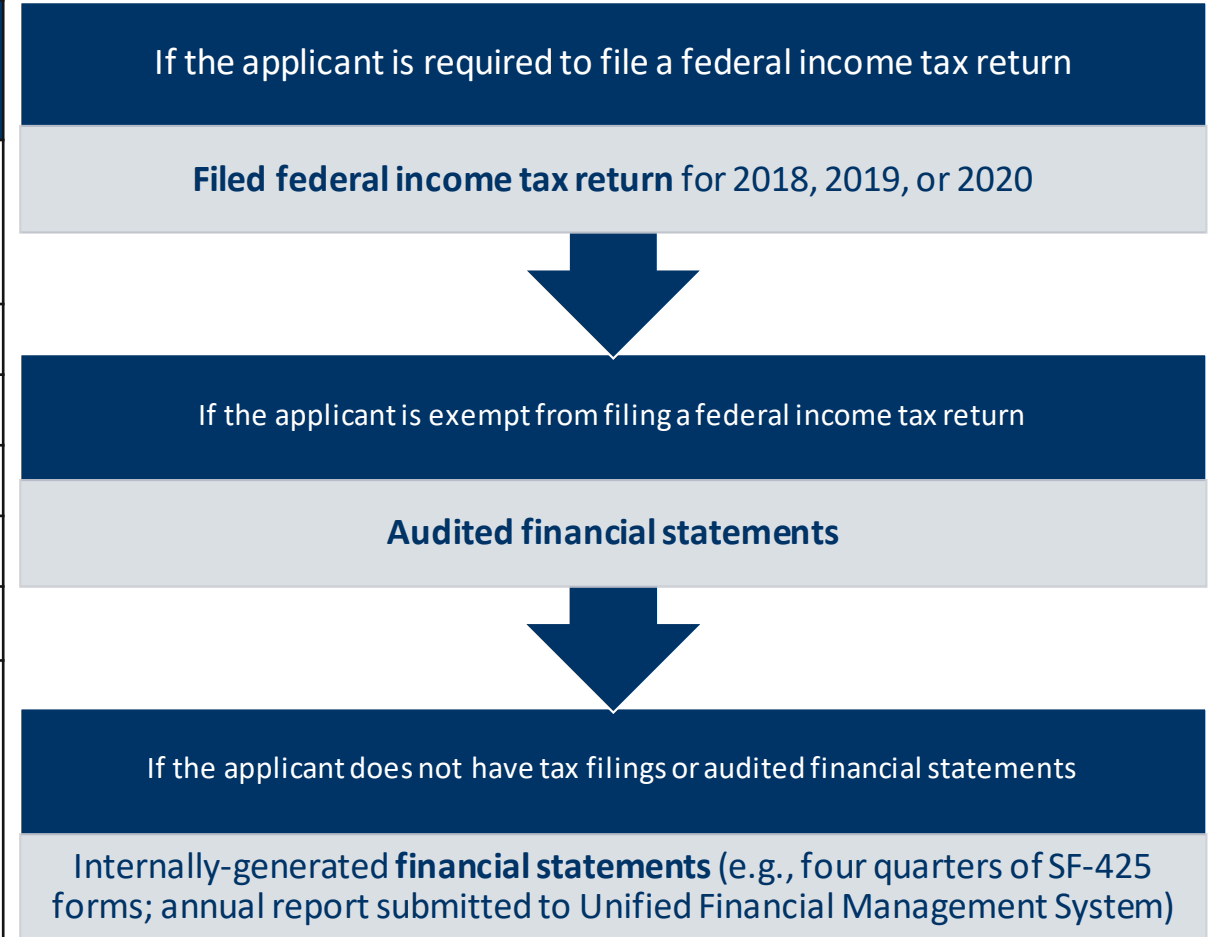 If the applicant is required to file a federal income tax return
Filed federal income tax return for 2018, 2019, or 2020
If the applicant is exempt from filing a federal income tax return
Audited financial statements
If the applicant does not have tax filings or audited financial statements
Internally-generated financial statements (e.g., four quarters of SF-425
forms; annual report submitted to Unified Financial Management System)